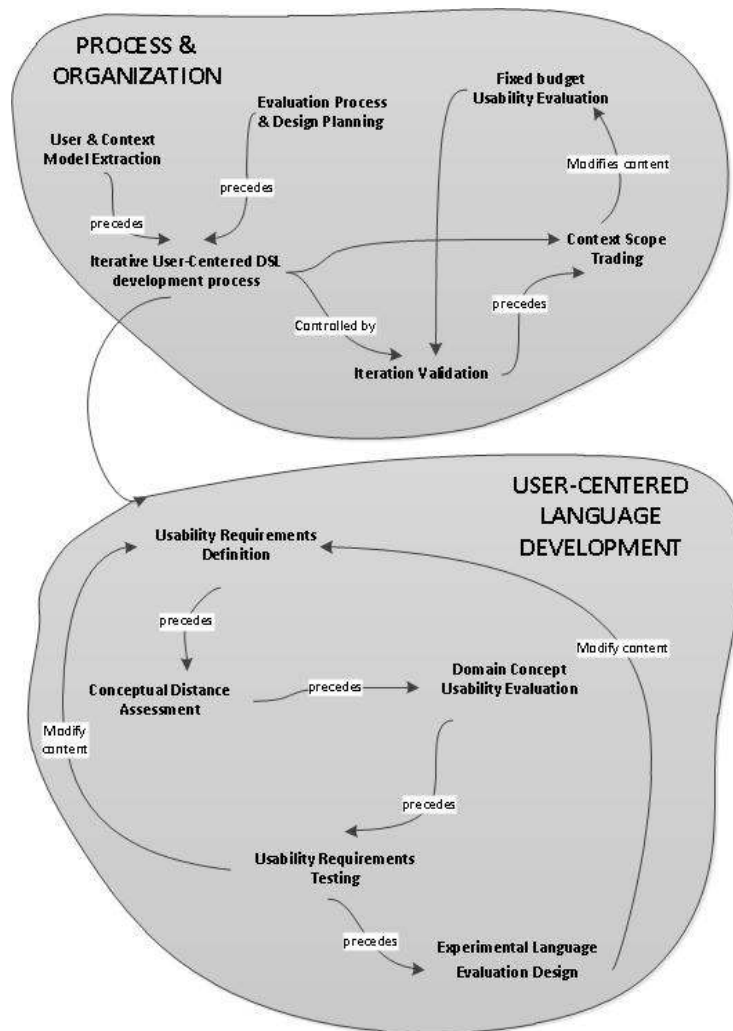 PROCESS &
ORGANIZATION
Fixed budget
Usability Evaluation
Evaluation Process
& Design Planning
User & Context
Model Extraction
Modifies content
precedes
precedes
Context Scope
Trading
Iterative User-Centered DSL
development process
precedes
Controlled by
Iteration Validation
USER-CENTERED
LANGUAGE
DEVELOPMENT
Usability Requirements
Definition
precedes
Modify content
Domain Concept
Usability Evaluation
precedes
Conceptual Distance
Assessment
Modify
content
precedes
Usability Requirements
Testing
precedes
Experimental Language
Evaluation Design